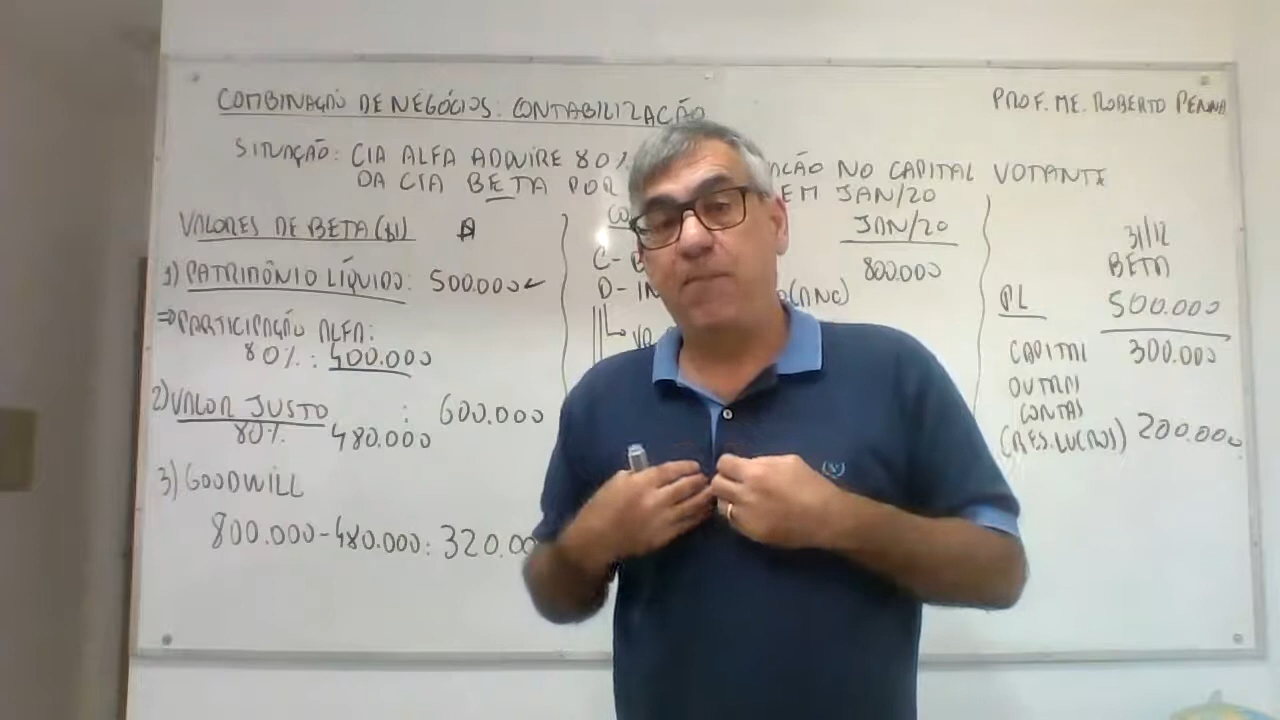 COMBINAÇÃO DE NEGÓCIOS: CONTABILIZAÇÃO
PROF. ME. ROBERTO PENNA
SITUAÇÃO: CIA ALFA ADQUIRE 80% NO CAPITAL VOTANTE
DA CIA BETA POR EM JAN/20
VALORES DE BETA
1) PATRIMÔNIO LÍQUIDO: 500.000
⇒PARTICIPAÇÃO ALFA:
80%: 400.000
2) VALOR JUSTO : 600.000
80% 480.000
3) GOODWILL
800.000-480.000: 320.00
JAN/20
C- 800.000
D- (ANC)
31/12
BETA
PL 500.000
CAPITAL 300.000
OUTRAS
CONTAS
(RES. LUCROS) 200.000